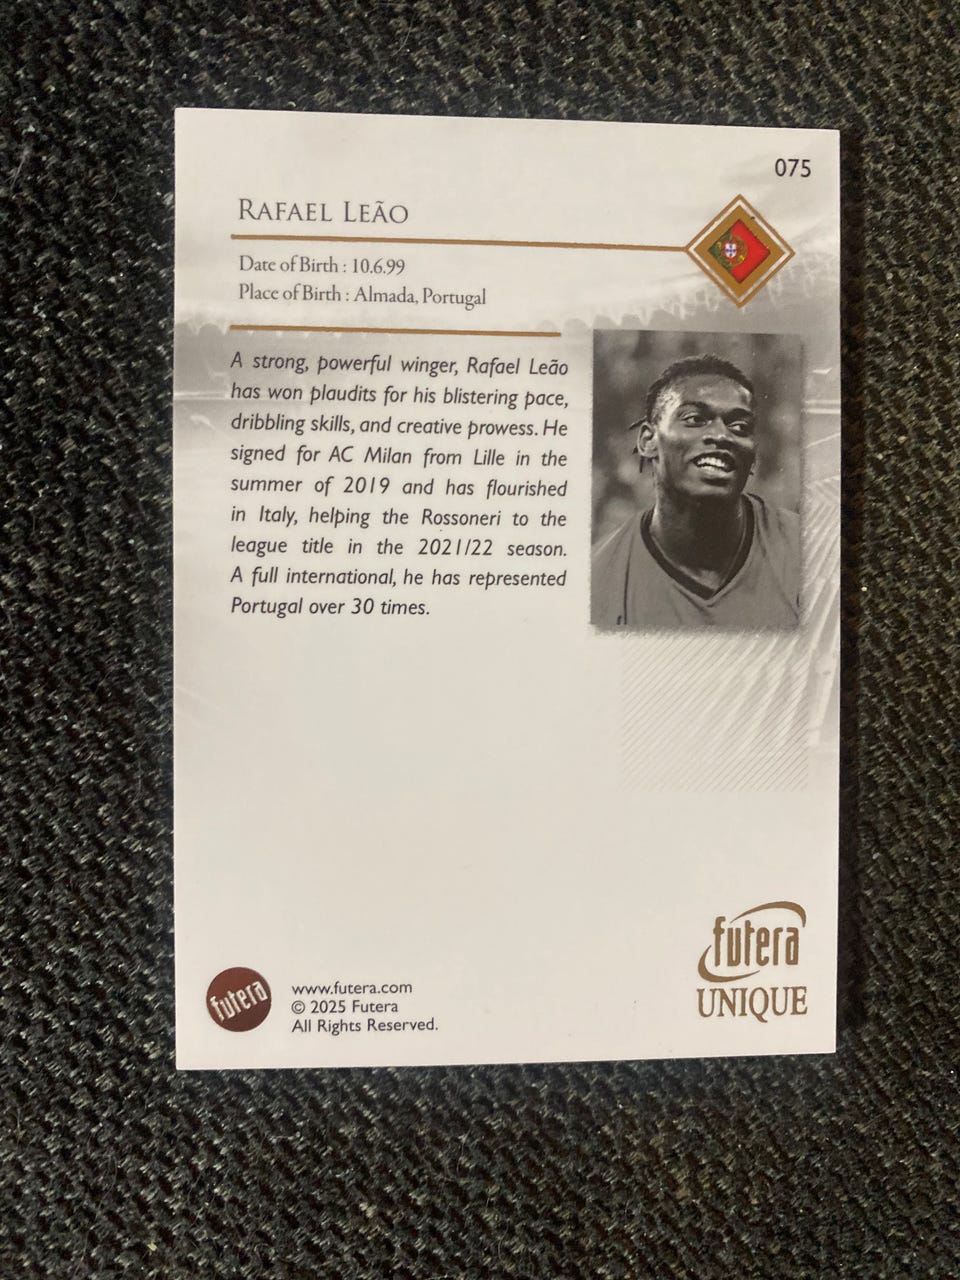 075
RAFAEL LEÃO
Date of Birth : 10.6.99
Place of Birth : Almada, Portugal
A strong, powerful winger, Rafael Leão
has won plaudits for his blistering pace,
dribbling skills, and creative prowess. He
signed for AC Milan from Lille in the
summer of 2019 and has flourished
in Italy, helping the Rossoneri to the
league title in the 2021/22 season.
A full international, he has represented
Portugal over 30 times.
futera
UNIQUE
futera
www.futera.com
© 2025 Futera
All Rights Reserved.